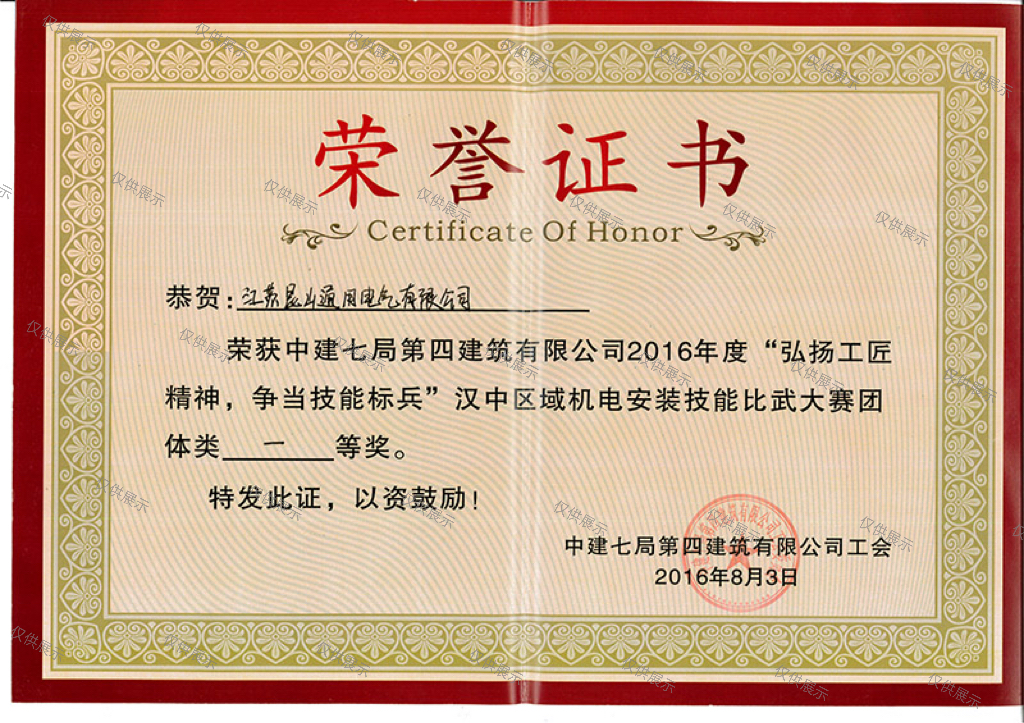 荣誉证书
Certificate Of Honor
恭贺:江苏昆山通用电气有限公司
荣获中建七局第四建筑有限公司2016年度“弘扬工匠
精神，争当技能标兵”汉中区域机电安装技能比武大赛团
体类一等奖。
特发此证，以资鼓励！
中建七局第四建筑有限公司工会
2016年8月3日
仅供展示